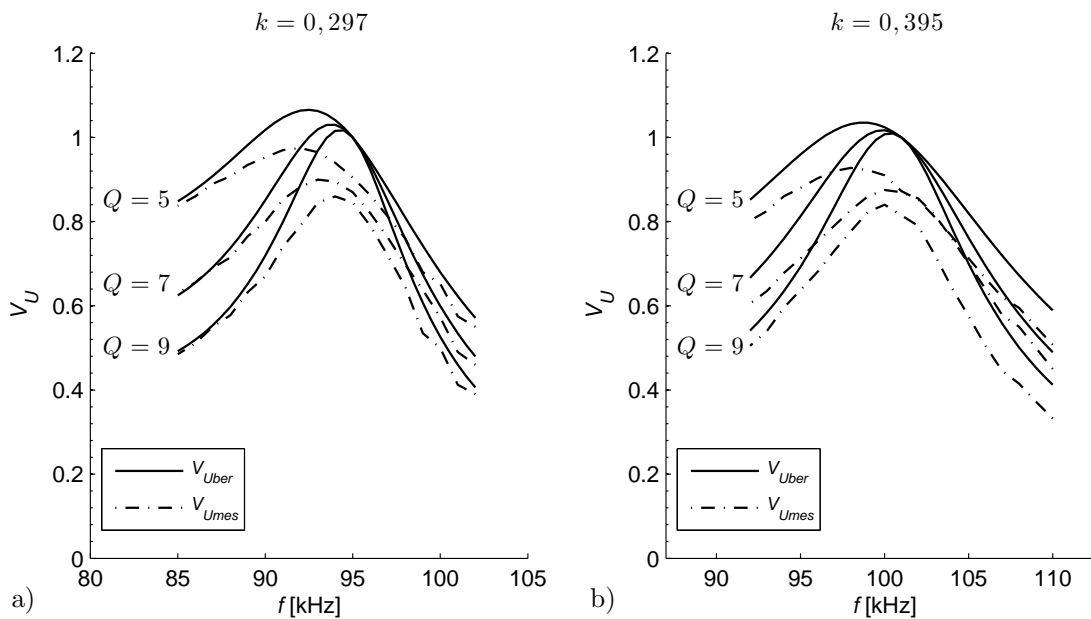 k = 0, 297
1.2
1
0.8
0.6
0.4
0.2
0
V_U
Q = 5
Q = 7
Q = 9
V_Uber
V_Umes
80
85
90
95
100
105
a)
f [kHz]
k = 0, 395
1.2
1
0.8
0.6
0.4
0.2
0
V_U
Q = 5
Q = 7
Q = 9
V_Uber
V_Umes
90
95
100
105
110
b)
f [kHz]